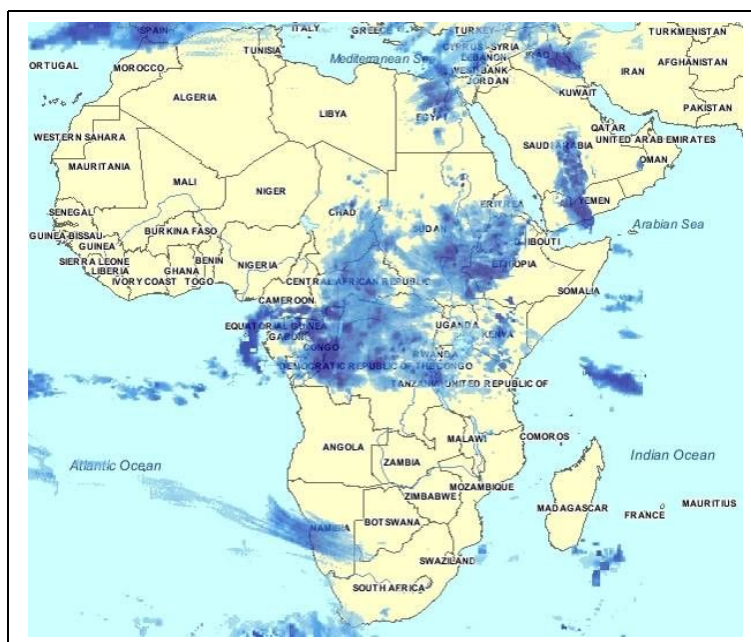 SPAIN
ITALY
GREECE
TURKEY
TURKMENISTAN
ORTUGAL
TUNISIA
Mediterranean Sea
CYPRUS
SYRIA
LEBANON
WEST BANK
JORDAN
IRAQ
IRAN
AFGHANISTAN
MOROCCO
KUWAIT
PAKISTAN
ALGERIA
LIBYA
EGYPT
QATAR
WESTERN SAHARA
SAUDI ARABIA
UNITED ARAB EMIRATES
MAURITANIA
OMAN
MALI
NIGER
CHAD
SUDAN
ERITREA
YEMEN
SENEGAL
Arabian Sea
GUINEA-BISSAU
BURKINA FASO
GUINEA
BENIN
IBOUTI
SIERRA LEONE
GHANA
NIGERIA
ETHIOPIA
LIBERIA
IVORY COAST
TOGO
CENTRAL AFRICAN REPUBLIC
SOMALIA
CAMEROON
EQUATORIAL GUINEA
UGANDA
KENYA
GABON
CONGO
RWANDA
DEMOCRATIC REPUBLIC OF THE CONGO
TANZANIA, UNITED REPUBLIC OF
ANGOLA
MALAWI
COMOROS
Atlantic Ocean
ZAMBIA
Indian Ocean
MOZAMBIQUE
ZIMBABWE
MADAGASCAR
MAURITIUS
FRANCE
NAMIBIA
BOTSWANA
SWAZILAND
SOUTH AFRICA